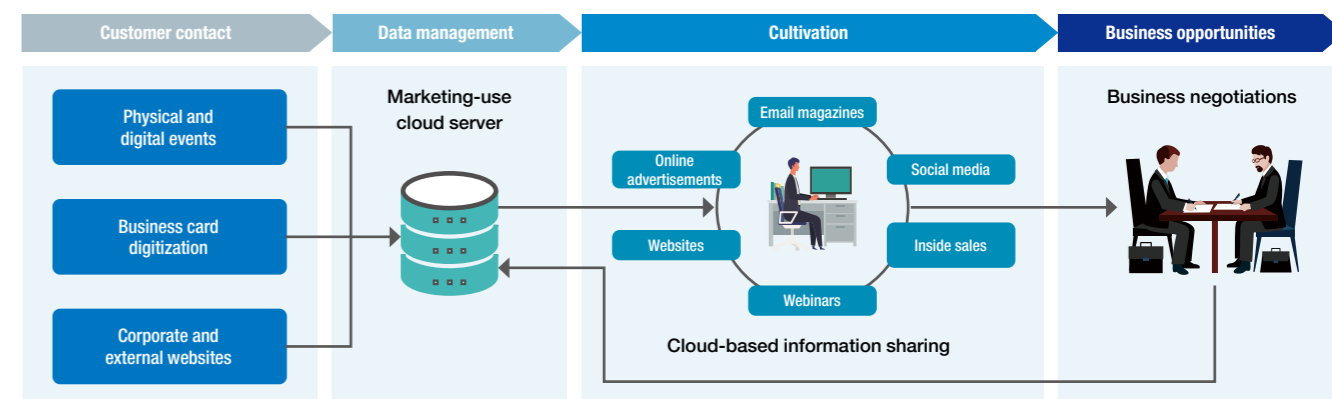 Customer contact
Data management
Cultivation
Business opportunities
Physical and
digital events
Business card
digitization
Corporate and
external websites
Marketing-use
cloud server
Email magazines
Online
advertisements
Social media
Websites
Inside sales
Webinars
Cloud-based information sharing
Business negotiations